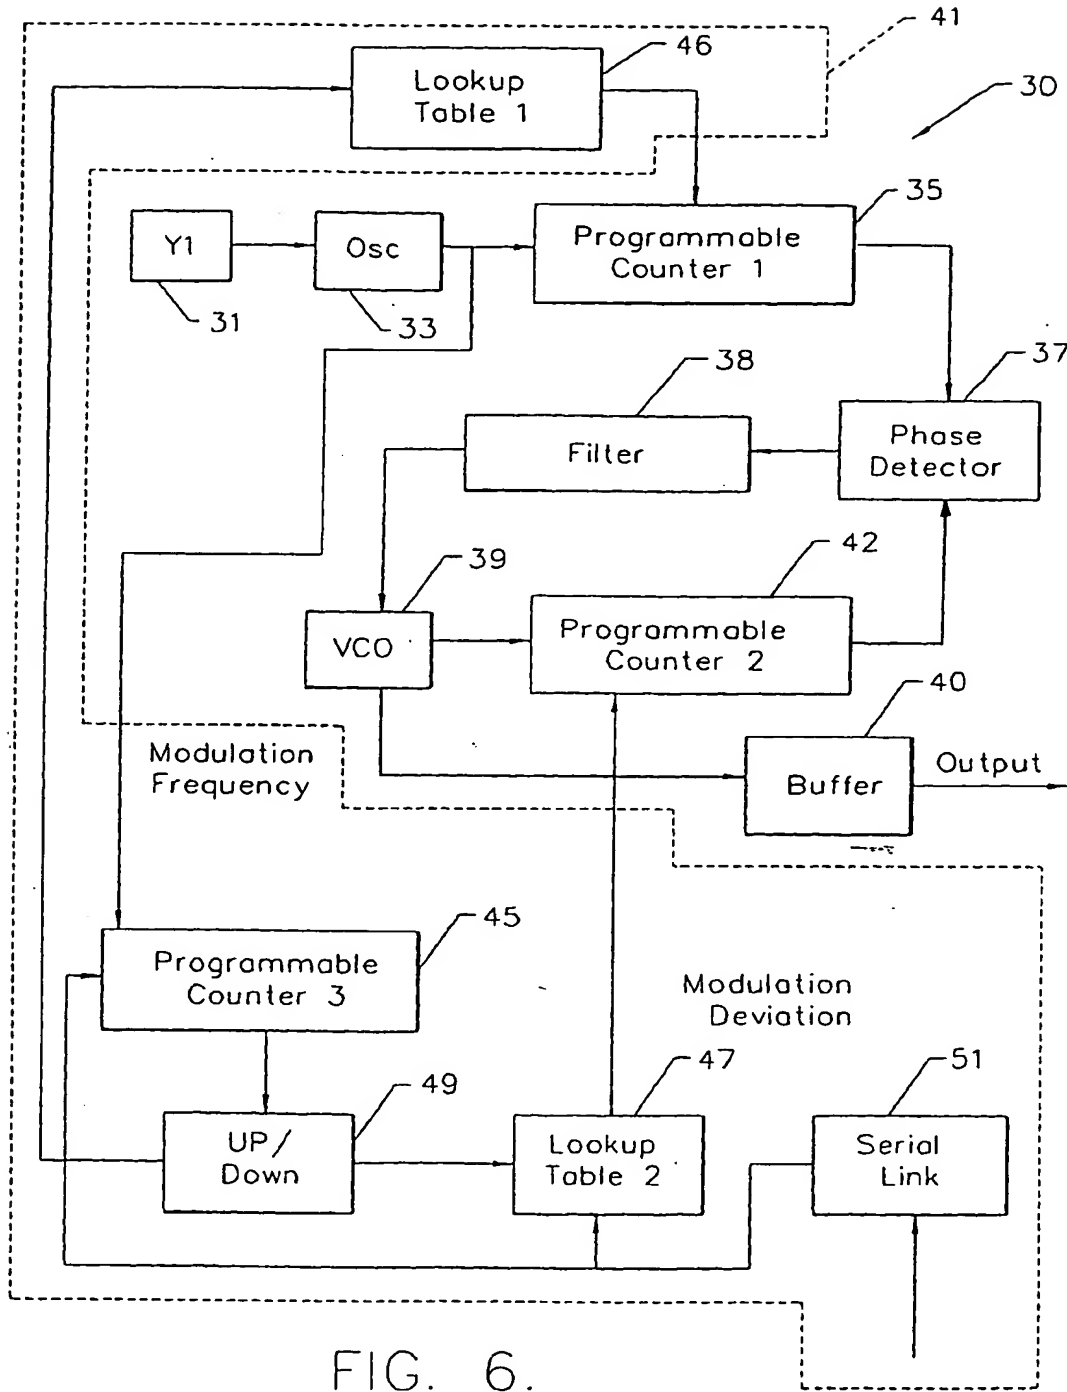 41
46
Lookup
Table 1
30
35
Y1
Osc
Programmable
Counter 1
31
33
38
37
Filter
Phase
Detector
39
42
VCO
Programmable
Counter 2
40
Modulation
Frequency
Buffer
Output
45
Programmable
Counter 3
Modulation
Deviation
49
47
51
UP/
Down
Lookup
Table 2
Serial
Link
FIG. 6.